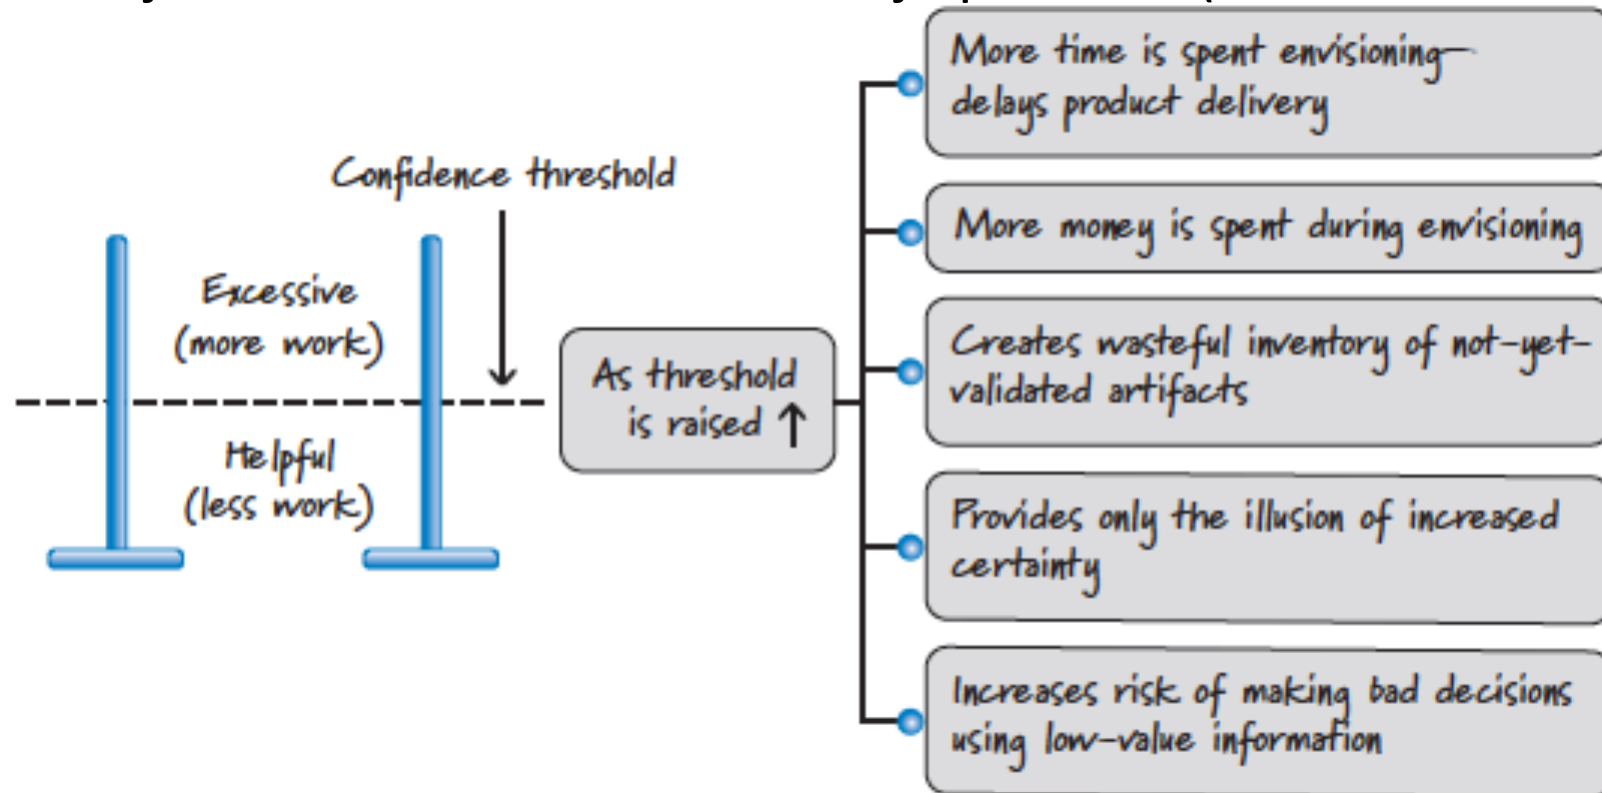 Confidence threshold
Excessive
(more work)
Helpful
(less work)
As threshold
is raised ↑
More time is spent envisioning—
delays product delivery
More money is spent during envisioning
Creates wasteful inventory of not-yet-
validated artifacts
Provides only the illusion of increased
certainty
Increases risk of making bad decisions
using low-value information